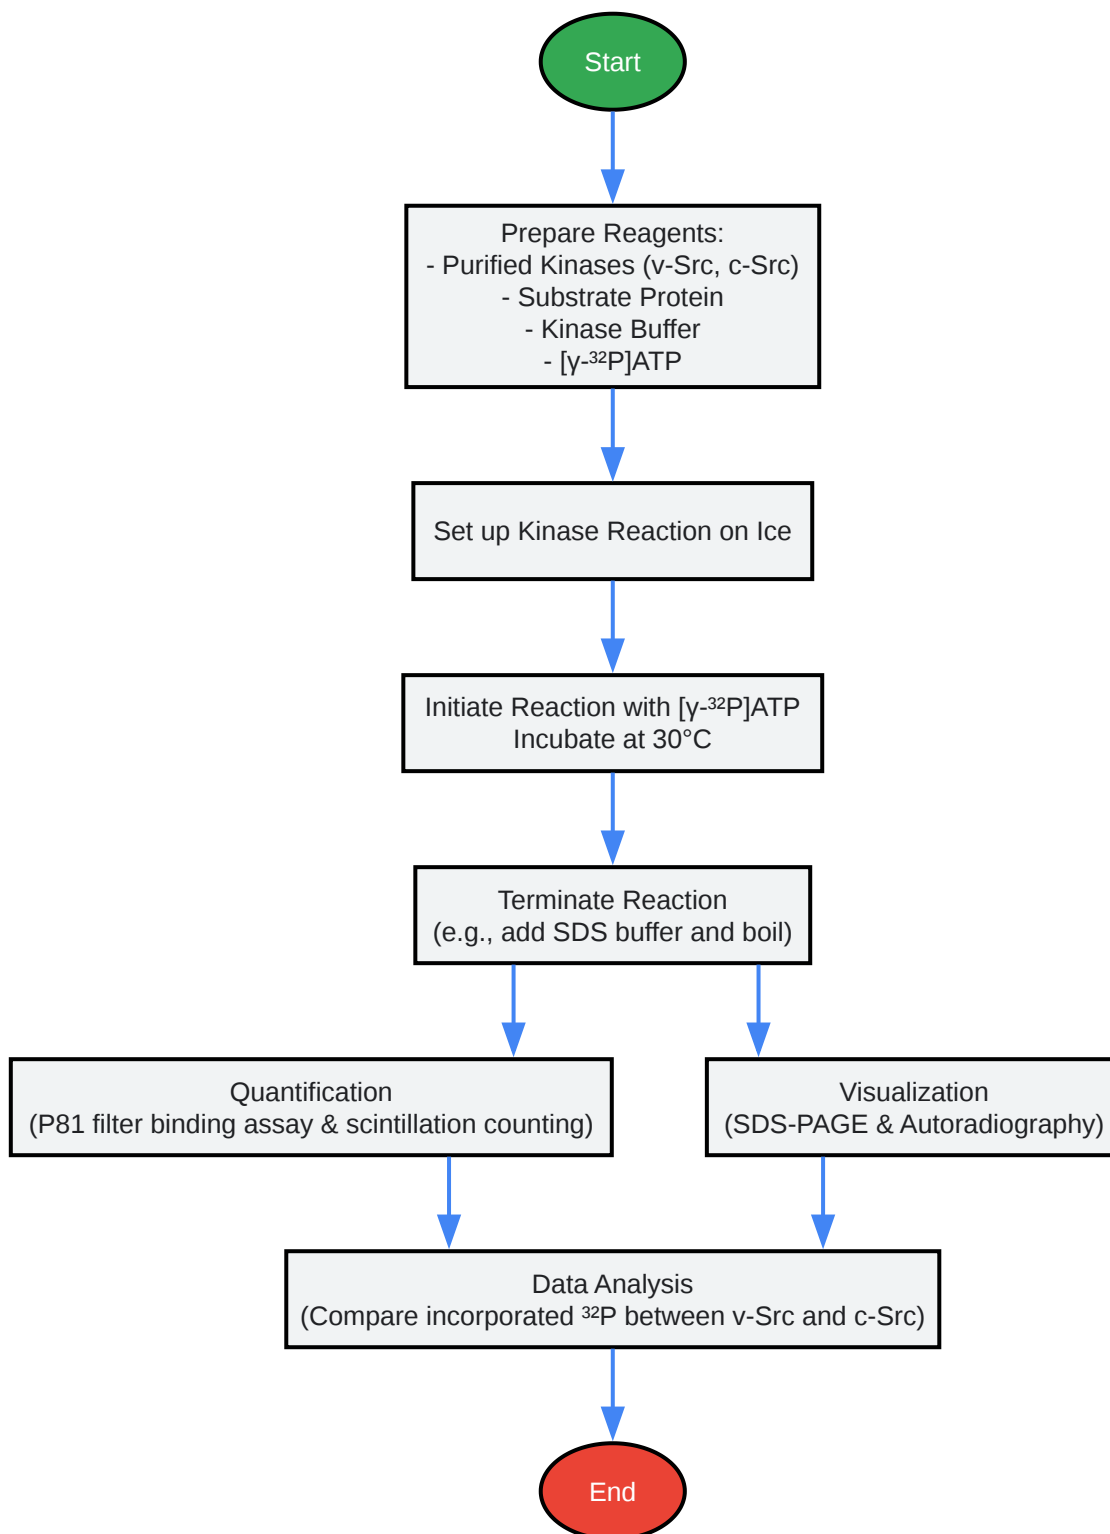 Start
Prepare Reagents:
- Purified Kinases (v-Src, c-Src)
- Substrate Protein
- Kinase Buffer
- [γ-³²P]ATP
Set up Kinase Reaction on Ice
Initiate Reaction with [γ-³²P]ATP
Incubate at 30°C
Terminate Reaction
(e.g., add SDS buffer and boil)
Quantification
(P81 filter binding assay & scintillation counting)
Visualization
(SDS-PAGE & Autoradiography)
Data Analysis
(Compare incorporated ³²P between v-Src and c-Src)
End